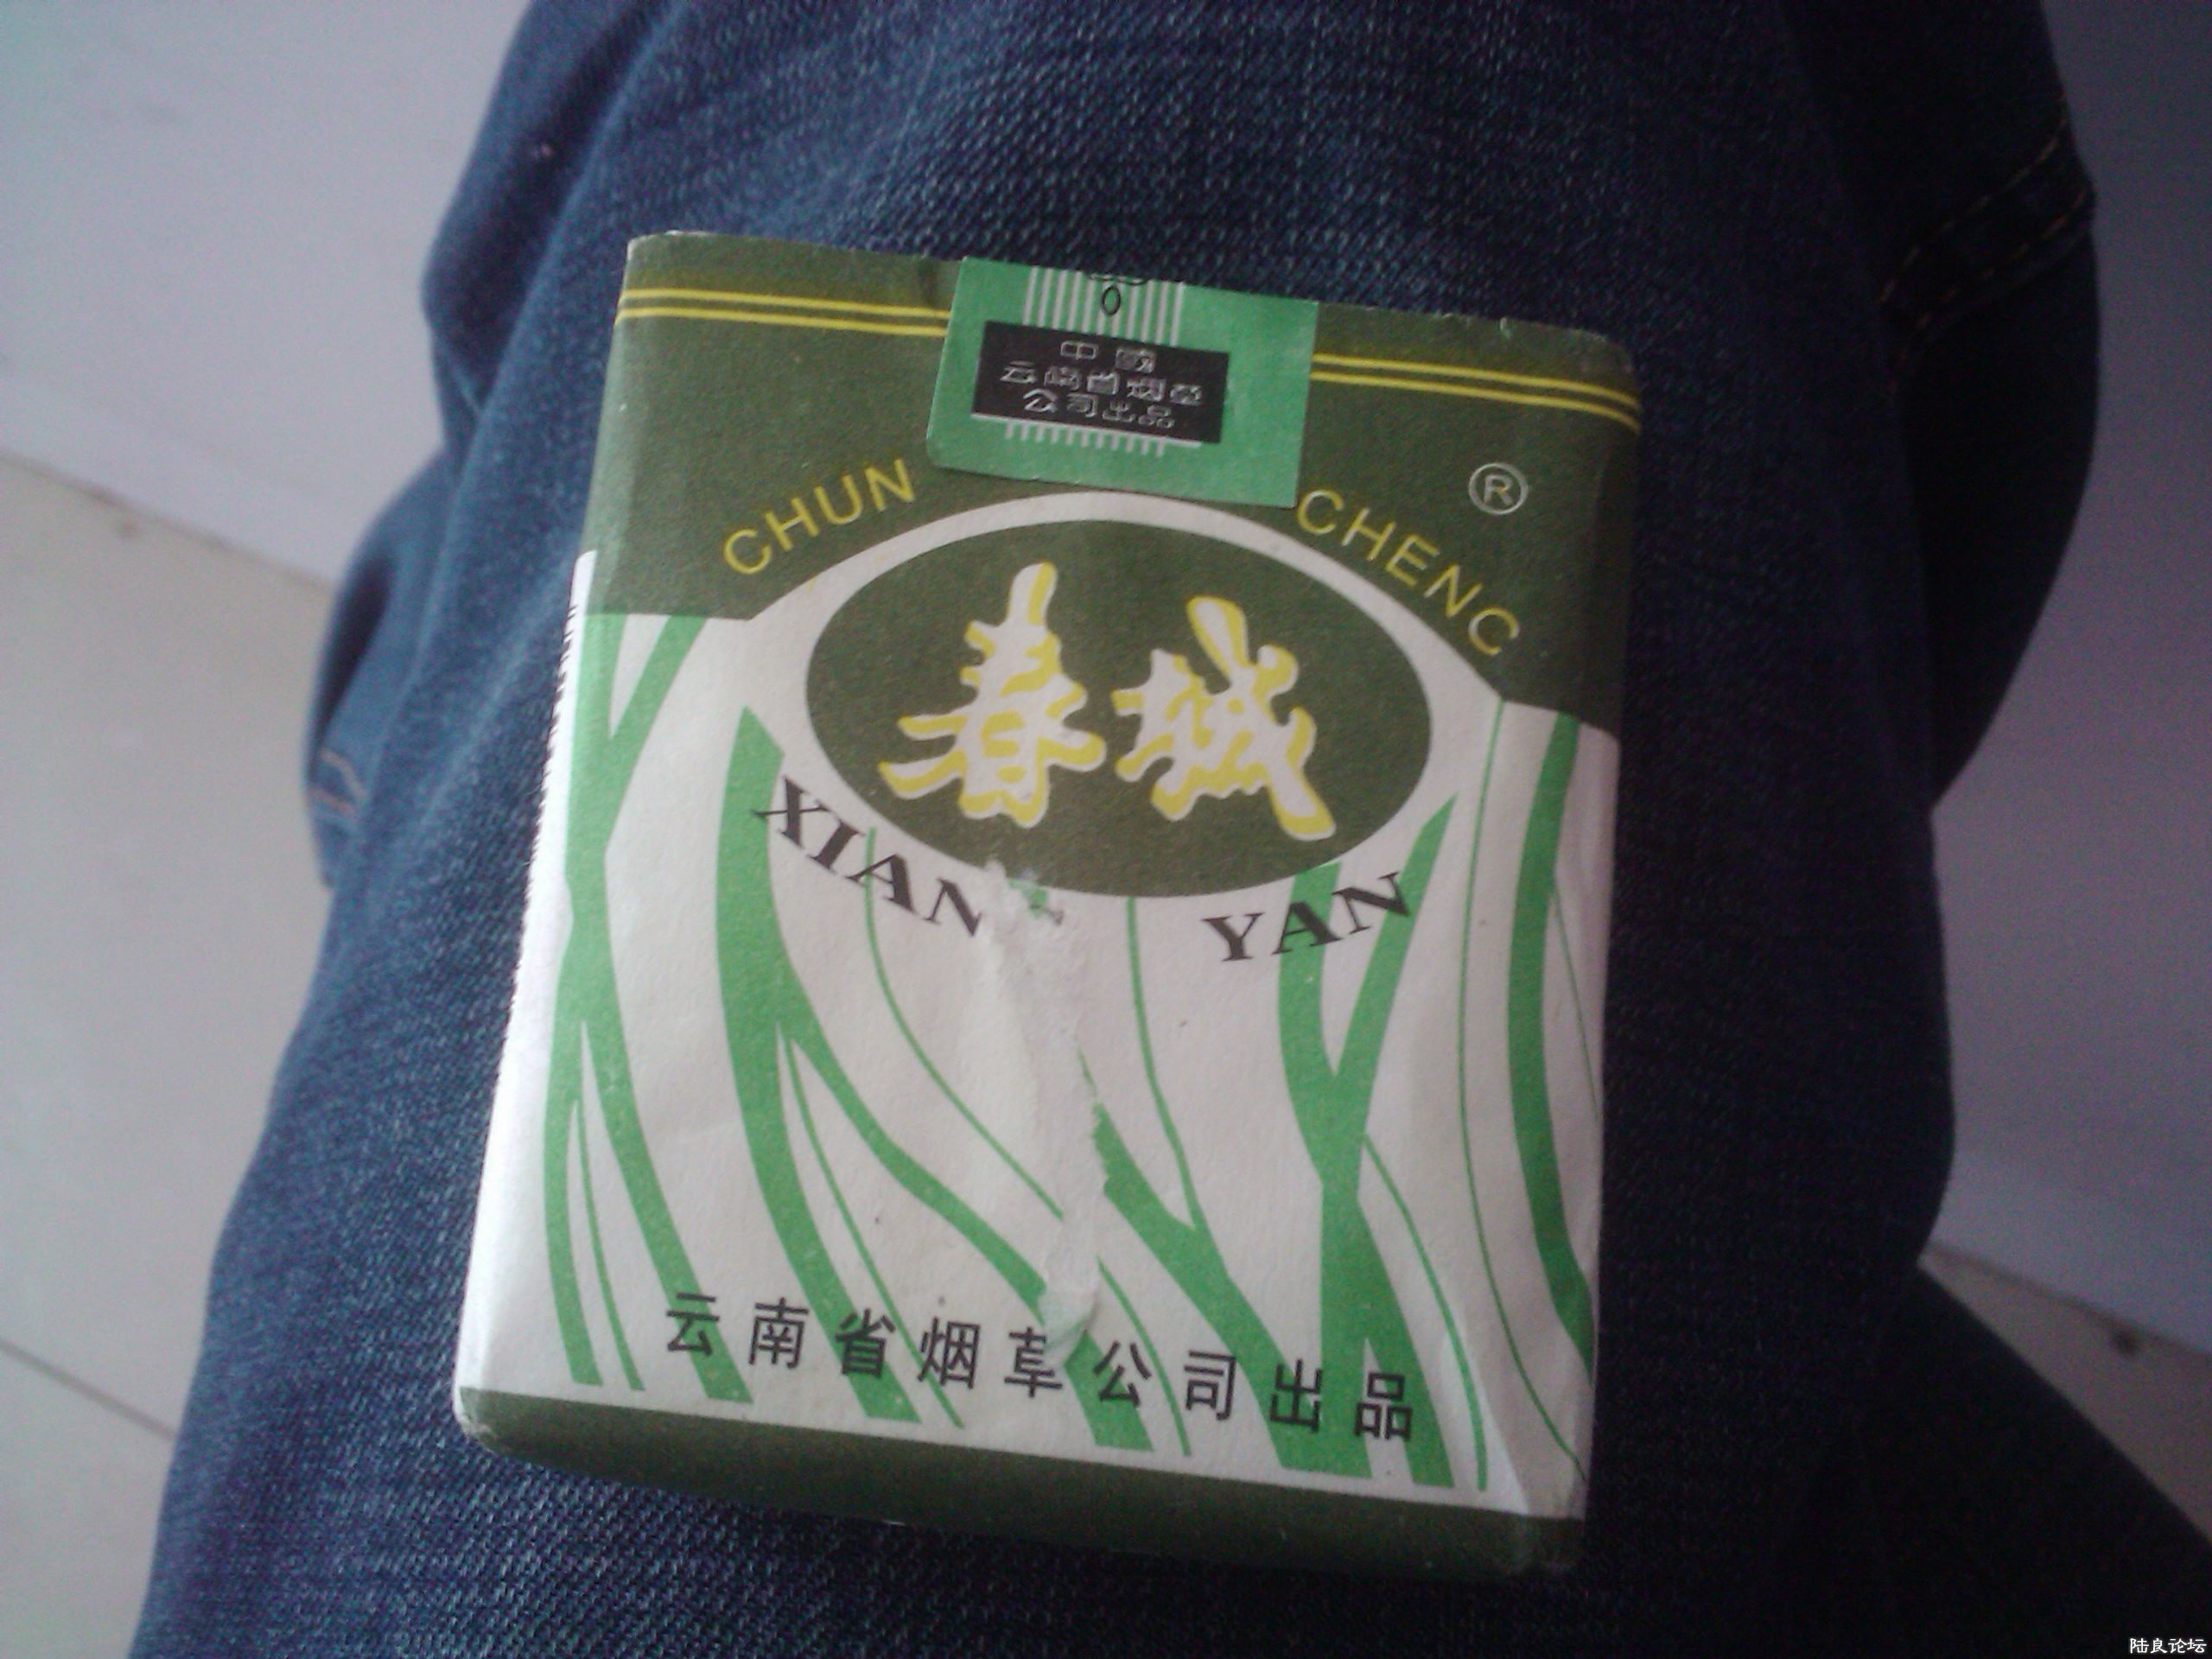 中國
云南省烟草
公司出品
CHUN CHENC
®
春城
XIAN YAN
云南省烟草公司出品
陆良论坛